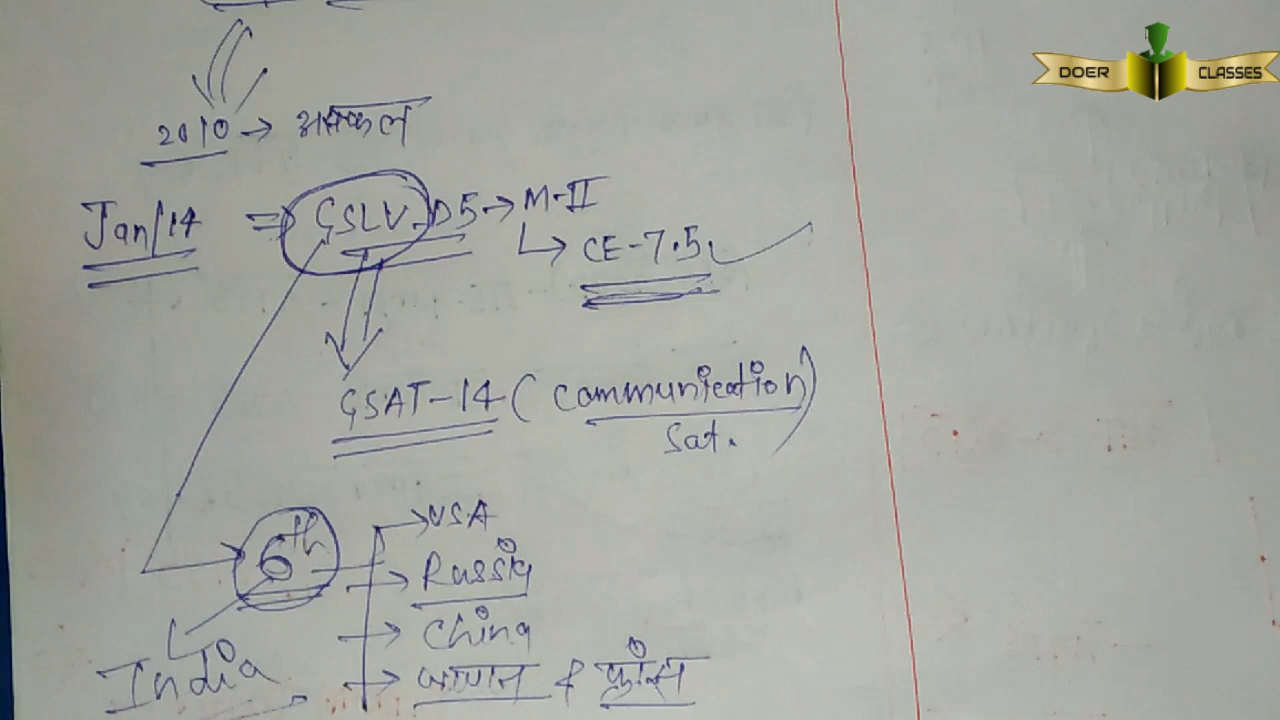 DOER CLASSES
2010 → असफल
Jan/14 ⇒ GSLV-D5 → M-II
↳ CE-7.5
GSAT-14 (Communication
Sat.)
6th → USA
→ Russia
→ China
India → जापान & फ्रांस